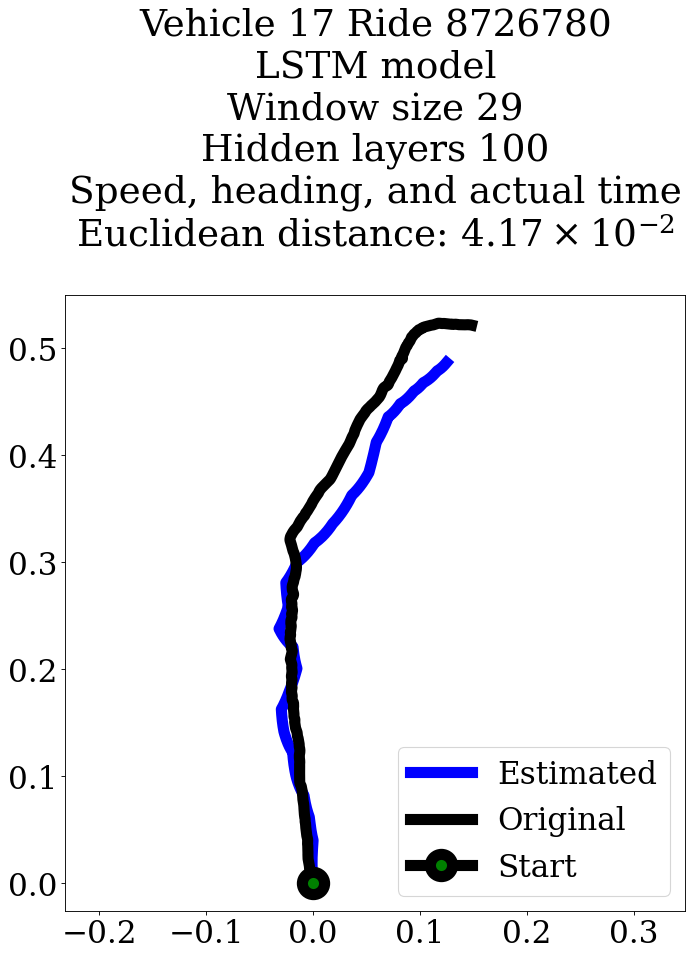 Vehicle 17 Ride 8726780
LSTM model
Window size 29
Hidden layers 100
Speed, heading, and actual time
Euclidean distance: 4.17 × 10⁻²
0.5
0.4
0.3
0.2
0.1
0.0
Estimated
Original
Start
−0.2 −0.1 0.0 0.1 0.2 0.3